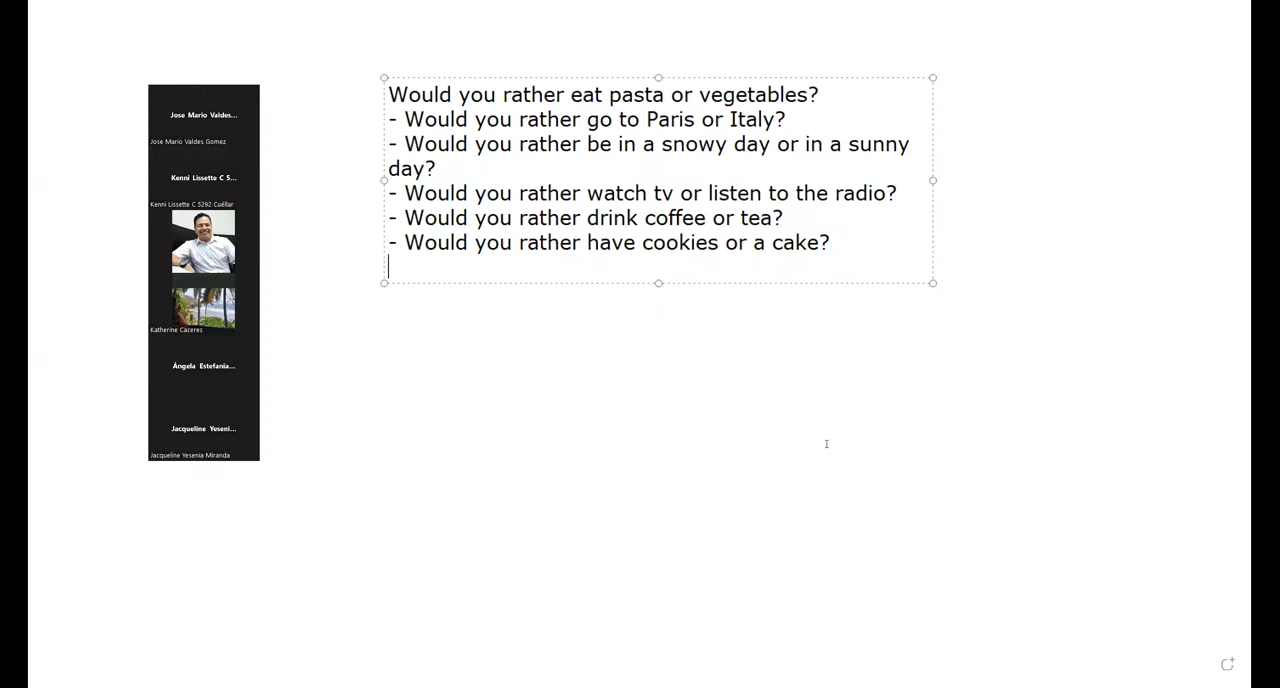 Jose Mario Valdes...
Jose Mario Valdes Gomez
Kenni Lissette C 5...
Kenni Lissette C 5292 Cuéllar
Katherine Caceres
Ángela Estefania...
Jacqueline Yeseni...
Jacqueline Yesenia Miranda
Would you rather eat pasta or vegetables?
- Would you rather go to Paris or Italy?
- Would you rather be in a snowy day or in a sunny
day?
- Would you rather watch tv or listen to the radio?
- Would you rather drink coffee or tea?
- Would you rather have cookies or a cake?